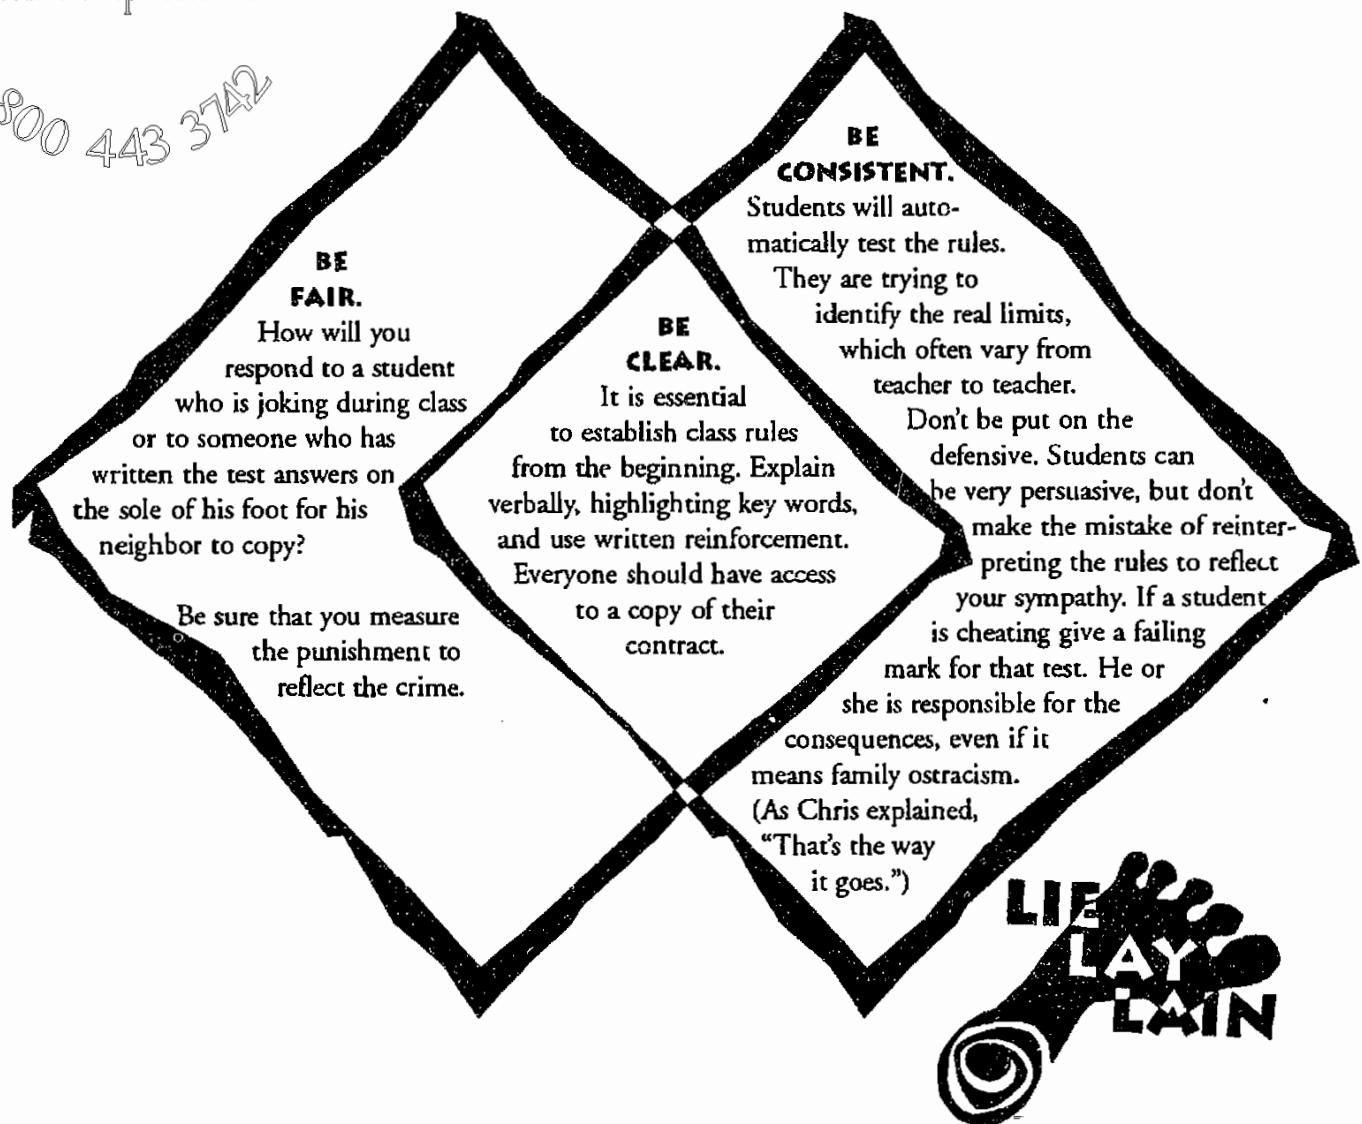 800 443 3742
BE
FAIR.
How will you
respond to a student
who is joking during class
or to someone who has
written the test answers on
the sole of his foot for his
neighbor to copy?
Be sure that you measure
the punishment to
reflect the crime.
BE
CLEAR.
It is essential
to establish class rules
from the beginning. Explain
verbally, highlighting key words,
and use written reinforcement.
Everyone should have access
to a copy of their
contract.
BE
CONSISTENT.
Students will auto-
matically test the rules.
They are trying to
identify the real limits,
which often vary from
teacher to teacher.
Don't be put on the
defensive. Students can
be very persuasive, but don't
make the mistake of reinter-
preting the rules to reflect
your sympathy. If a student
is cheating give a failing
mark for that test. He or
she is responsible for the
consequences, even if it
means family ostracism.
(As Chris explained,
“That's the way
it goes.”)
LIE
LAY
LAIN